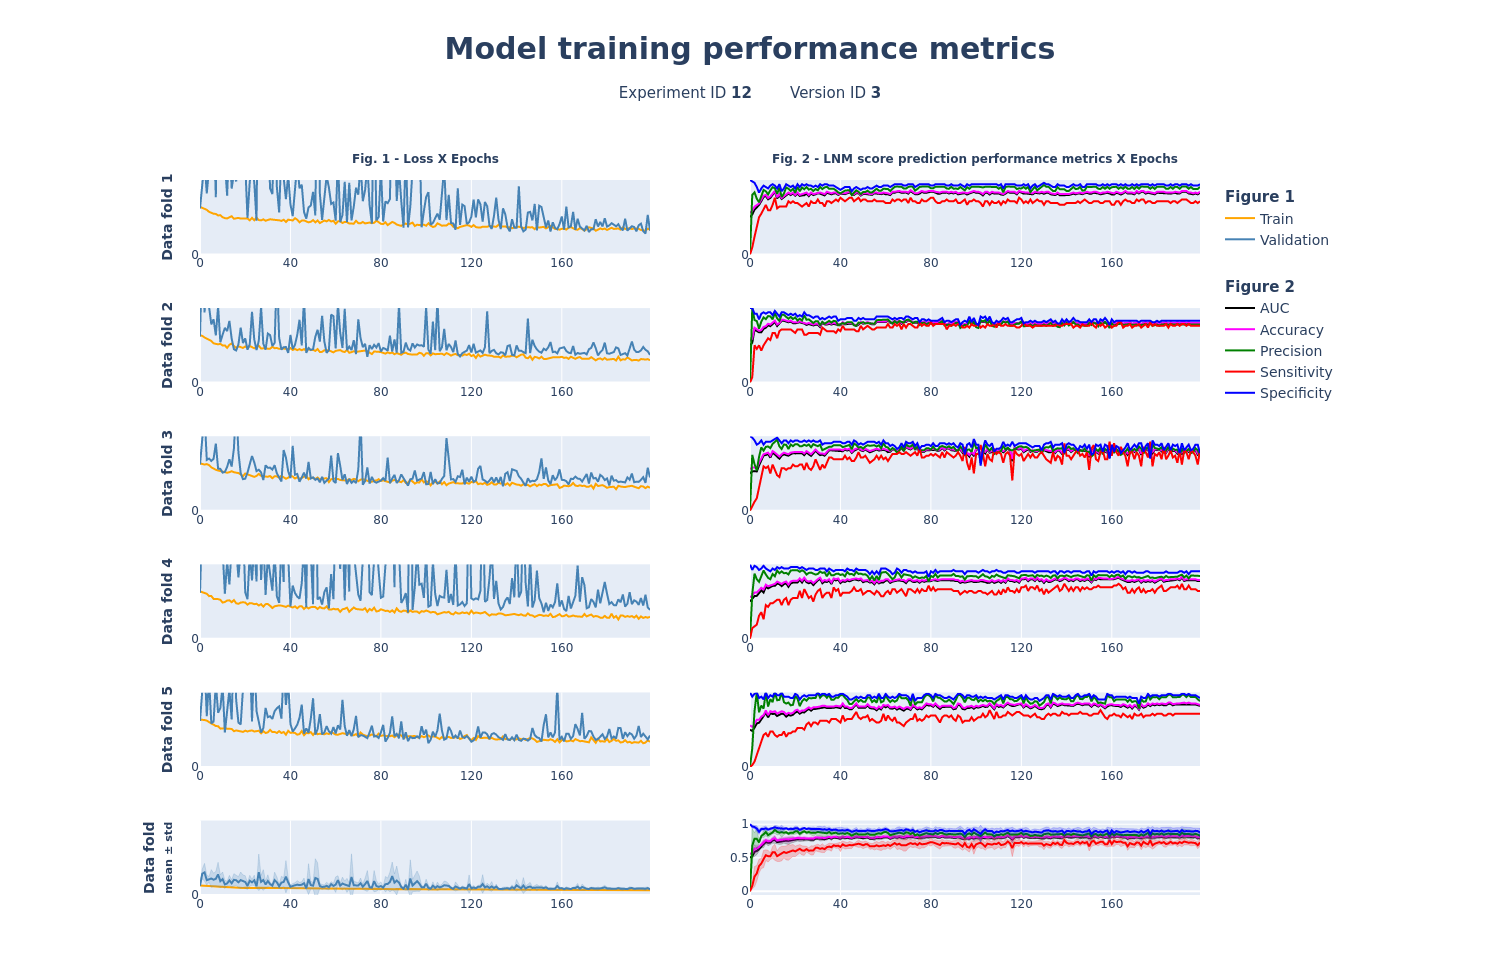 Model training performance metrics
Experiment ID 12 Version ID 3
Fig. 1 - Loss X Epochs
Fig. 2 - LNM score prediction performance metrics X Epochs
Data fold 1
0
0 40 80 120 160
0
0 40 80 120 160
Figure 1
Train
Validation
Figure 2
AUC
Accuracy
Precision
Sensitivity
Specificity
Data fold 2
0
0 40 80 120 160
0
0 40 80 120 160
Data fold 3
0
0 40 80 120 160
0
0 40 80 120 160
Data fold 4
0
0 40 80 120 160
0
0 40 80 120 160
Data fold 5
0
0 40 80 120 160
0
0 40 80 120 160
Data fold
mean ± std
0
0 40 80 120 160
1
0.5
0
0 40 80 120 160